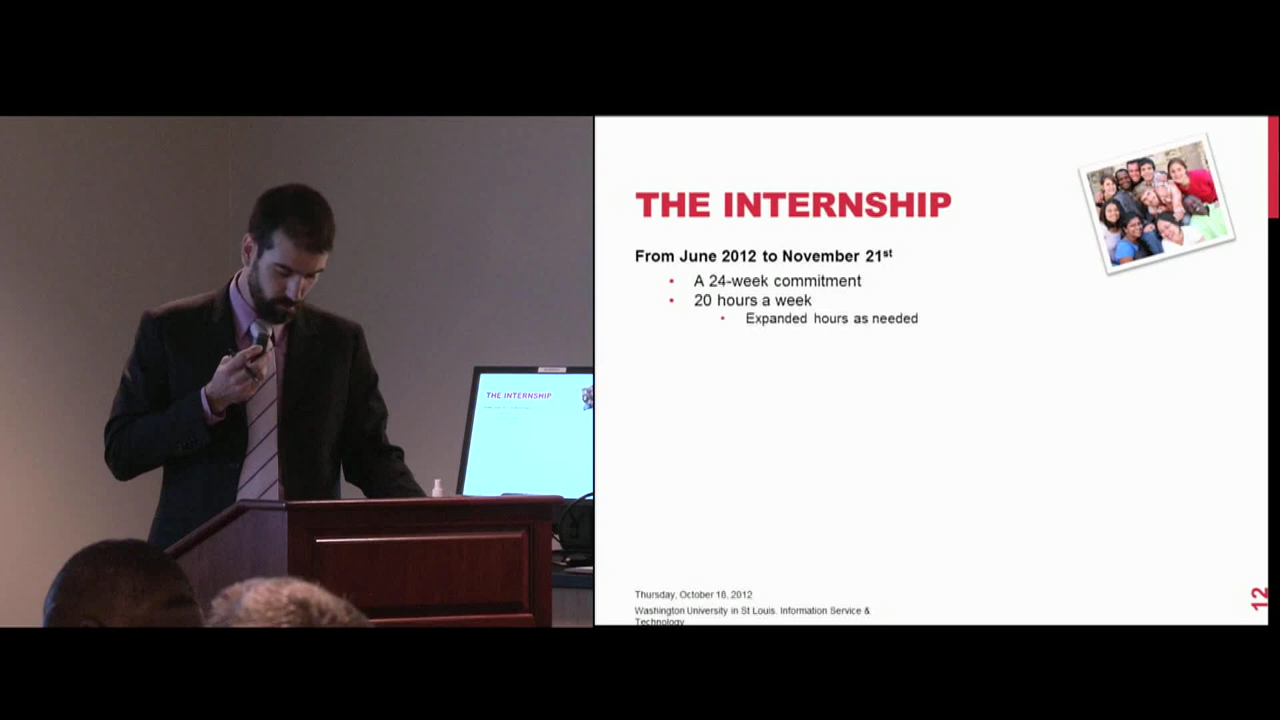 THE INTERNSHIP
THE INTERNSHIP
From June 2012 to November 21st
• A 24-week commitment
• 20 hours a week
• Expanded hours as needed
Thursday, October 18, 2012
Washington University in St Louis. Information Service &
Technology
12